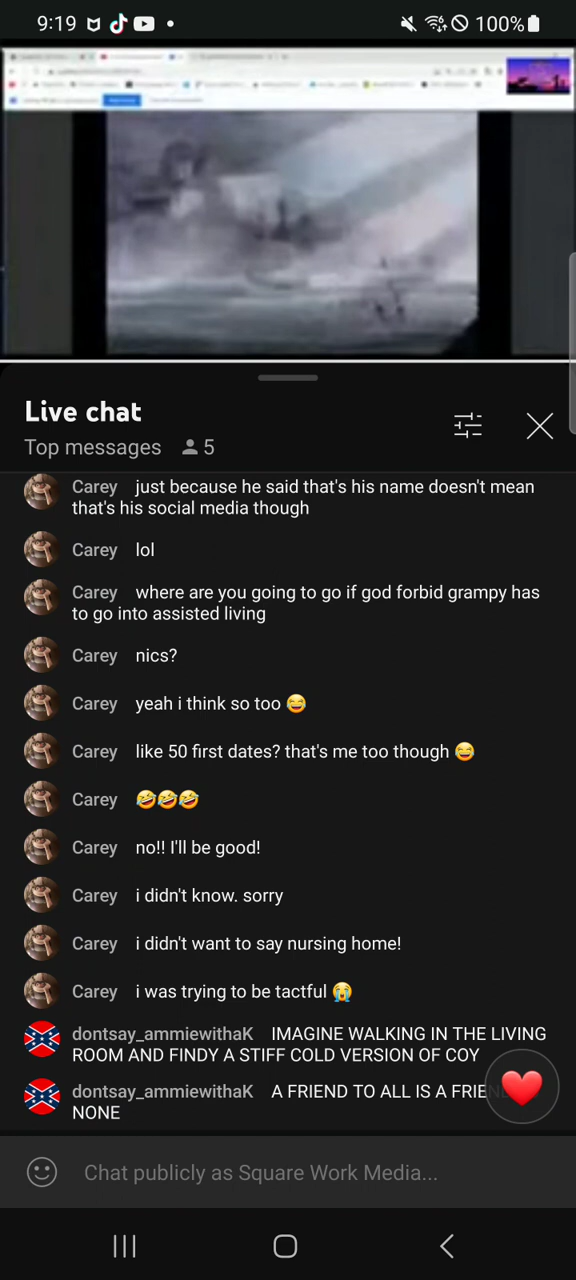 9:19
100%
Live chat
Top messages 5
Carey just because he said that's his name doesn't mean
that's his social media though
Carey lol
Carey where are you going to go if god forbid grampy has
to go into assisted living
Carey nics?
Carey yeah i think so too 😂
Carey like 50 first dates? that's me too though 😂
Carey 🤣🤣🤣
Carey no!! I'll be good!
Carey i didn't know. sorry
Carey i didn't want to say nursing home!
Carey i was trying to be tactful 😭
dontsay_ammiewithaK IMAGINE WALKING IN THE LIVING
ROOM AND FINDY A STIFF COLD VERSION OF COY
dontsay_ammiewithaK A FRIEND TO ALL IS A
NONE
Chat publicly as Square Work Media...